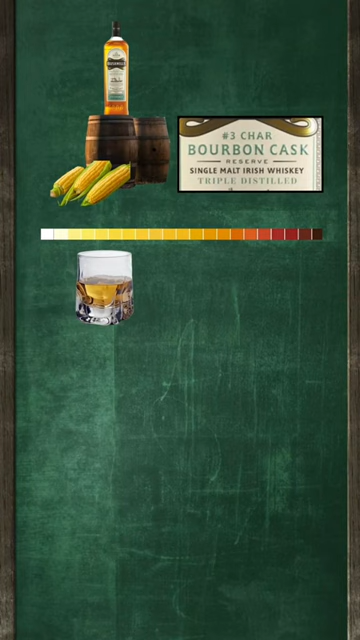 #3 CHAR
BOURBON CASK
RESERVE
SINGLE MALT IRISH WHISKEY
TRIPLE DISTILLED